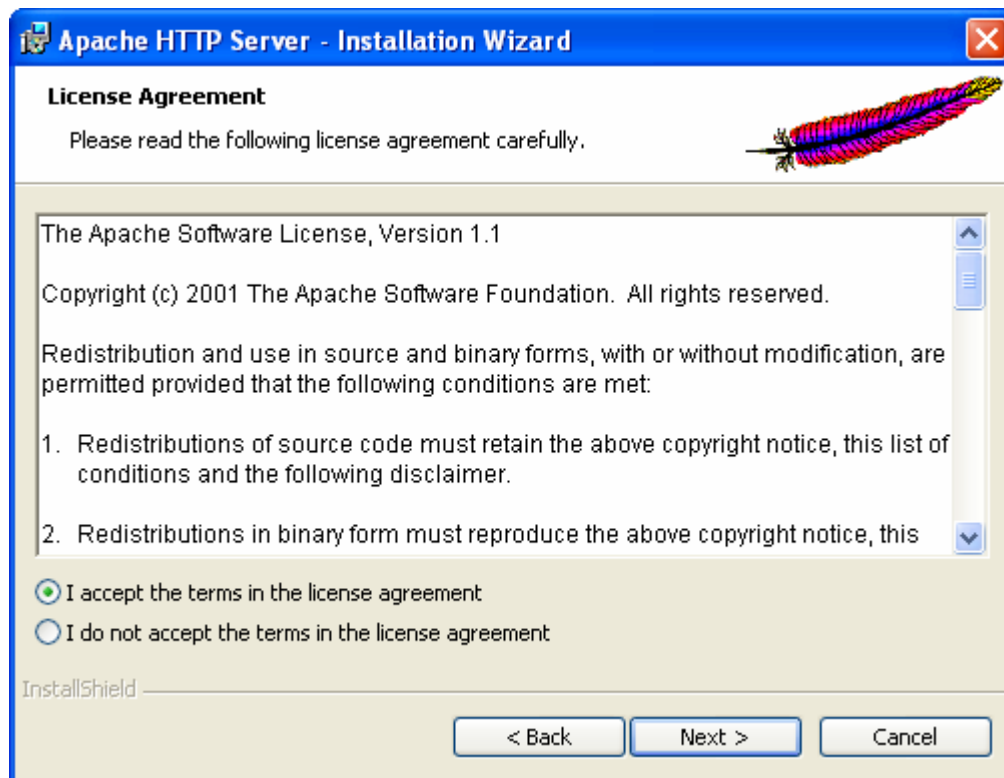 Apache HTTP Server - Installation Wizard
License Agreement
Please read the following license agreement carefully.
The Apache Software License, Version 1.1
Copyright (c) 2001 The Apache Software Foundation.  All rights reserved.
Redistribution and use in source and binary forms, with or without modification, are
permitted provided that the following conditions are met:
1.  Redistributions of source code must retain the above copyright notice, this list of
conditions and the following disclaimer.
2.  Redistributions in binary form must reproduce the above copyright notice, this
I accept the terms in the license agreement
I do not accept the terms in the license agreement
InstallShield
< Back Next > Cancel